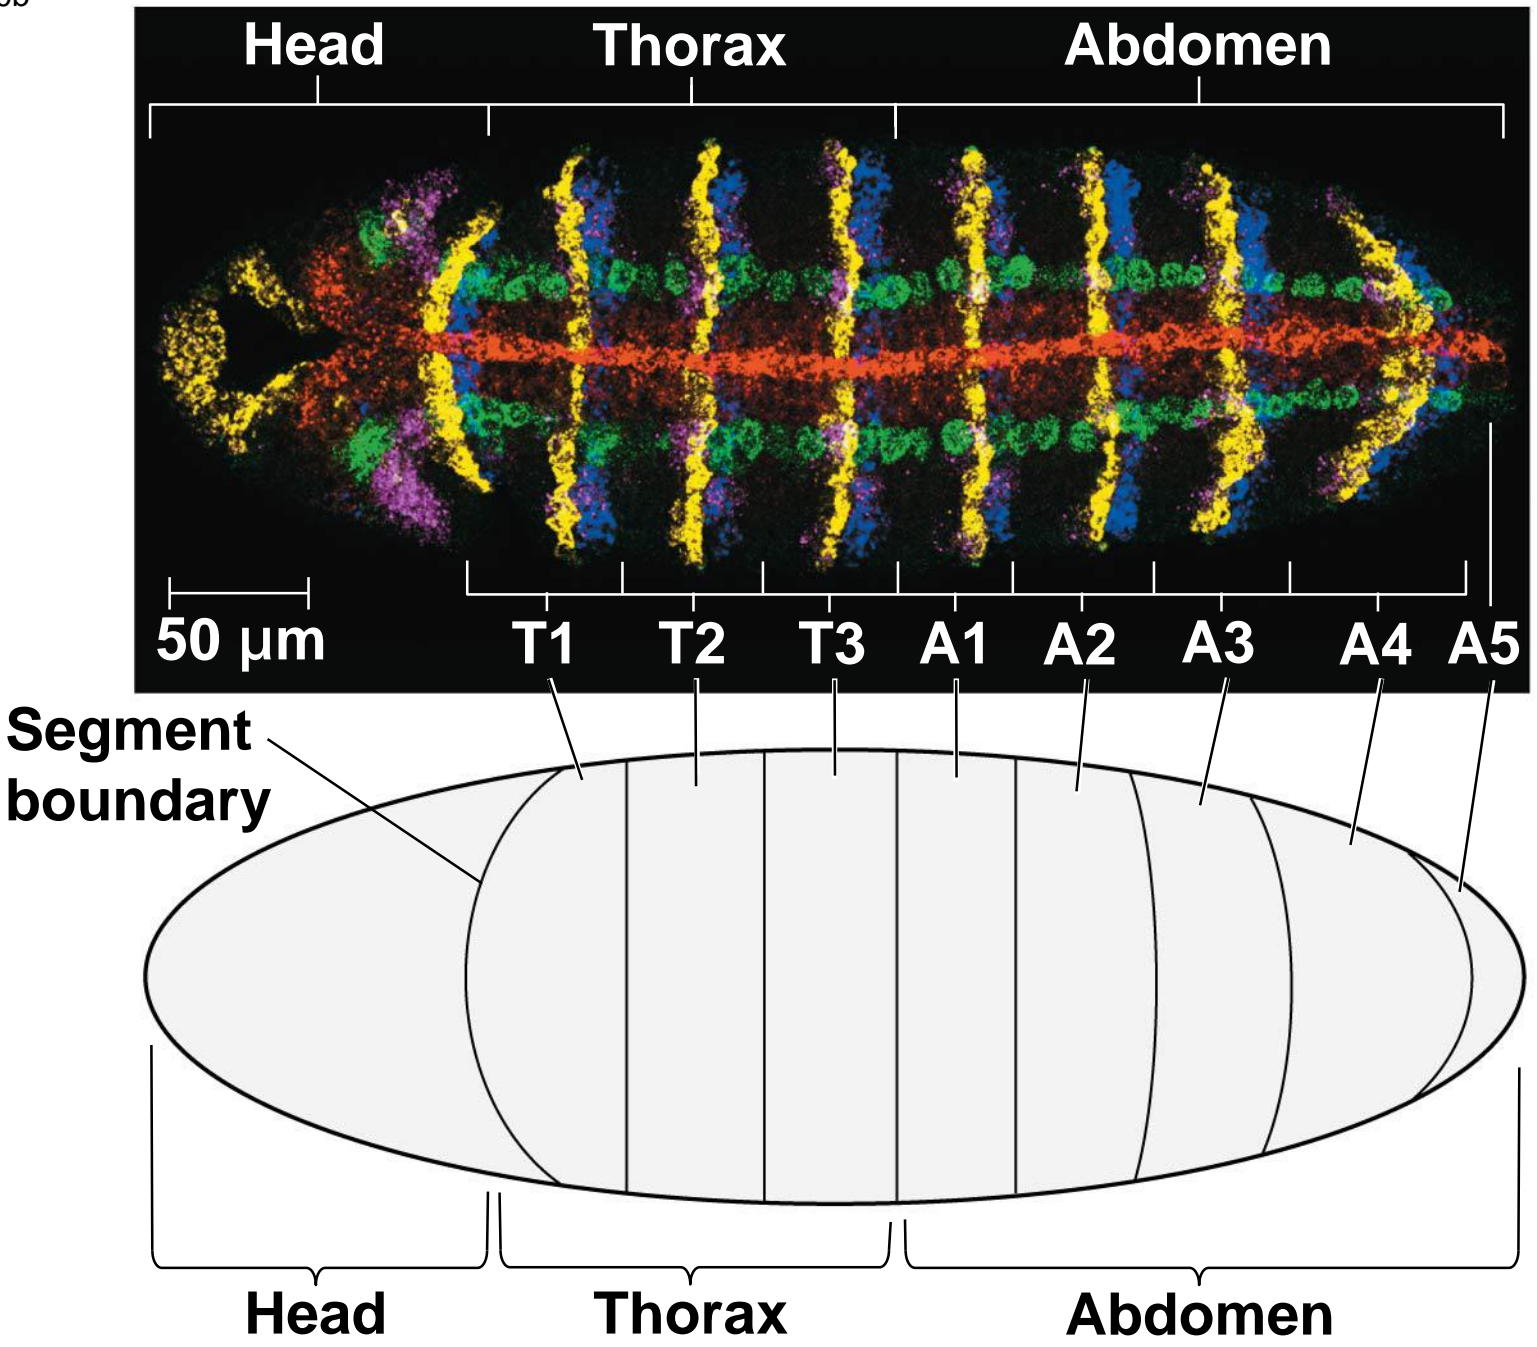 Head Thorax Abdomen
50 µm T1 T2 T3 A1 A2 A3 A4 A5
Segment
boundary
Head Thorax Abdomen